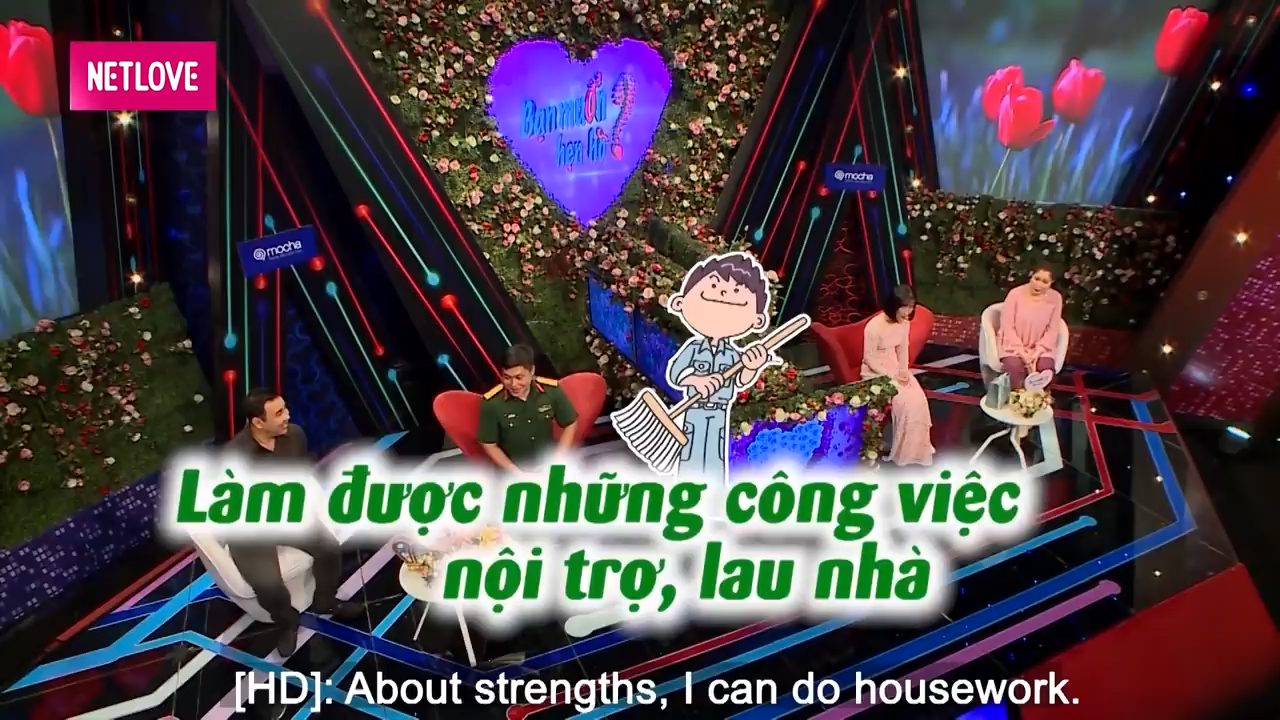 NETLOVE
Bạn muốn
hẹn hò?
mocha
mocha
Làm được những công việc
nội trợ, lau nhà
[HD]: About strengths, I can do housework.